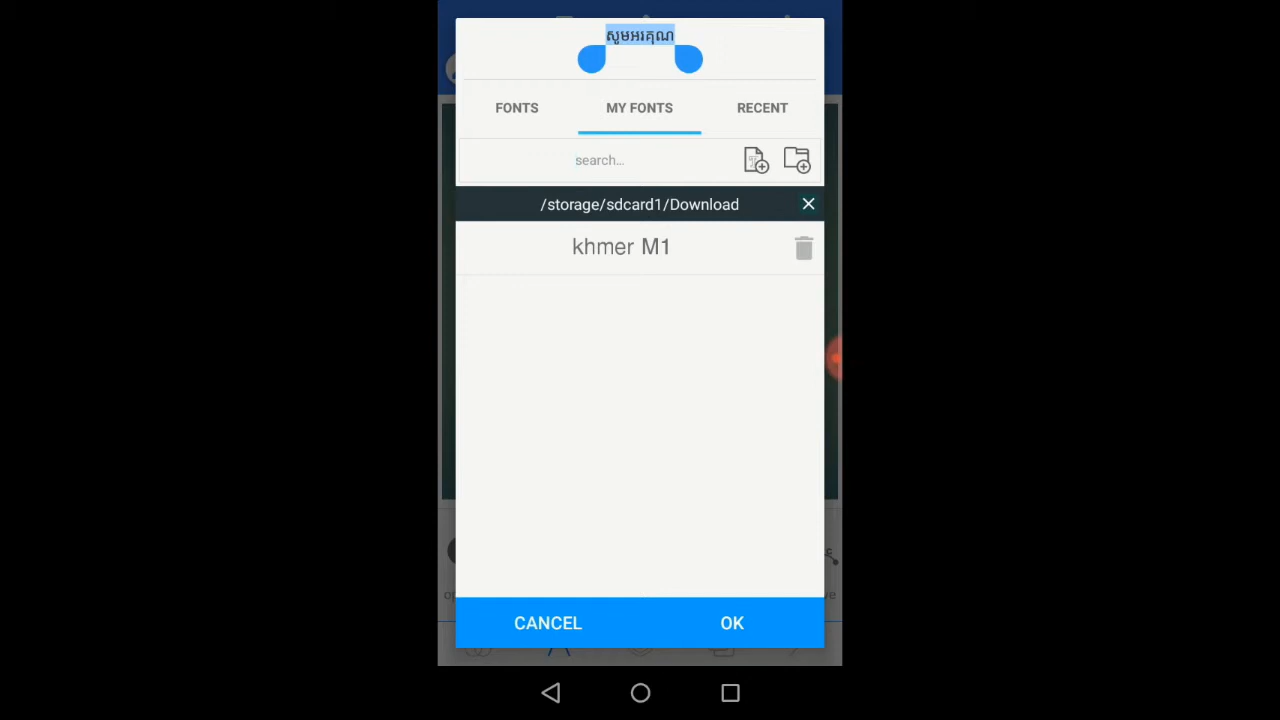 សូមអរគុណ
FONTS MY FONTS RECENT
search...
/storage/sdcard1/Download
khmer M1
CANCEL OK